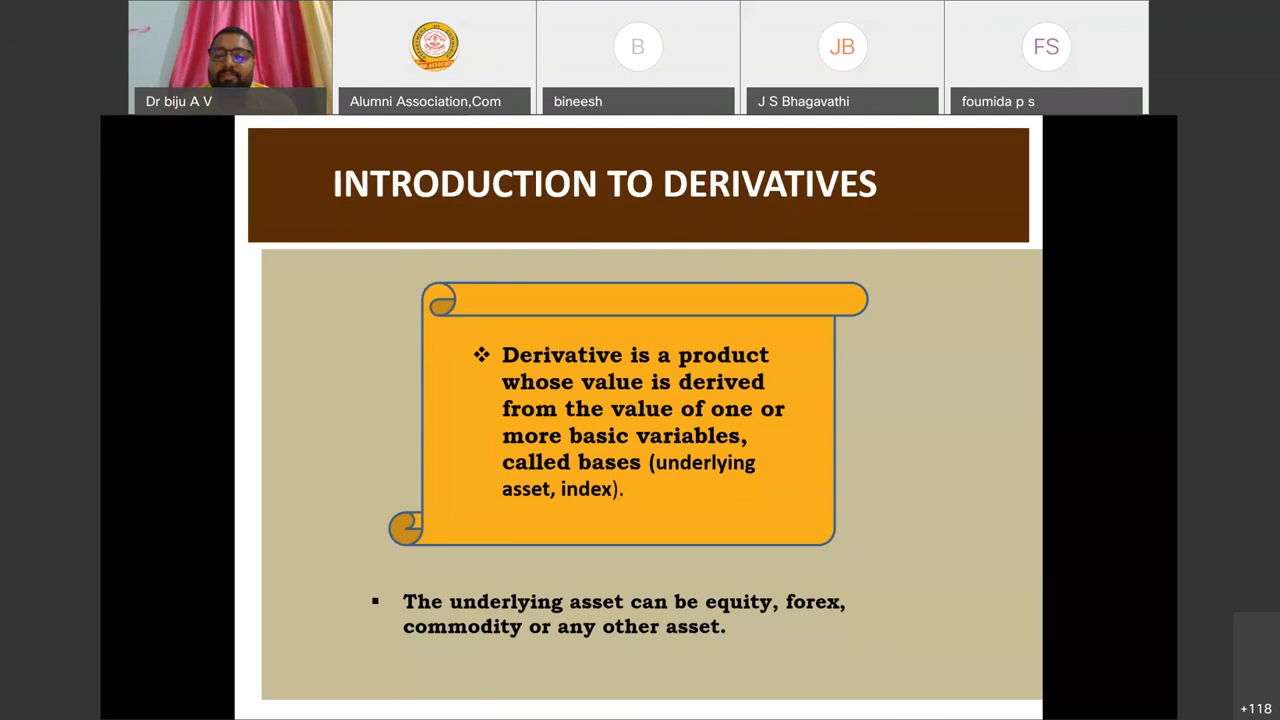 Dr biju A V
Alumni Association,Com
B
bineesh
JB
J S Bhagavathi
FS
foumida p s
INTRODUCTION TO DERIVATIVES
❖ Derivative is a product
whose value is derived
from the value of one or
more basic variables,
called bases (underlying
asset, index).
▪ The underlying asset can be equity, forex,
commodity or any other asset.
+118